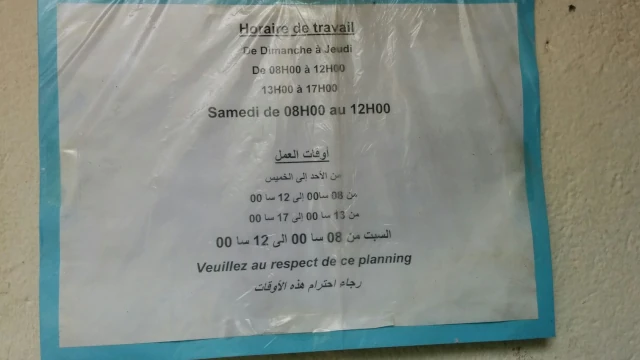 Horaire de travail
De Dimanche à Jeudi
De 08H00 à 12H00
13H00 à 17H00
Samedi de 08H00 au 12H00
أوقات العمل
من الأحد إلى الخميس
من 08 سا00 إلى 12 سا 00
من 13 سا 00 إلى 17 سا 00
السبت من 08 سا 00 الى 12 سا 00
Veuillez au respect de ce planning
رجاء احترام هذه الأوقات